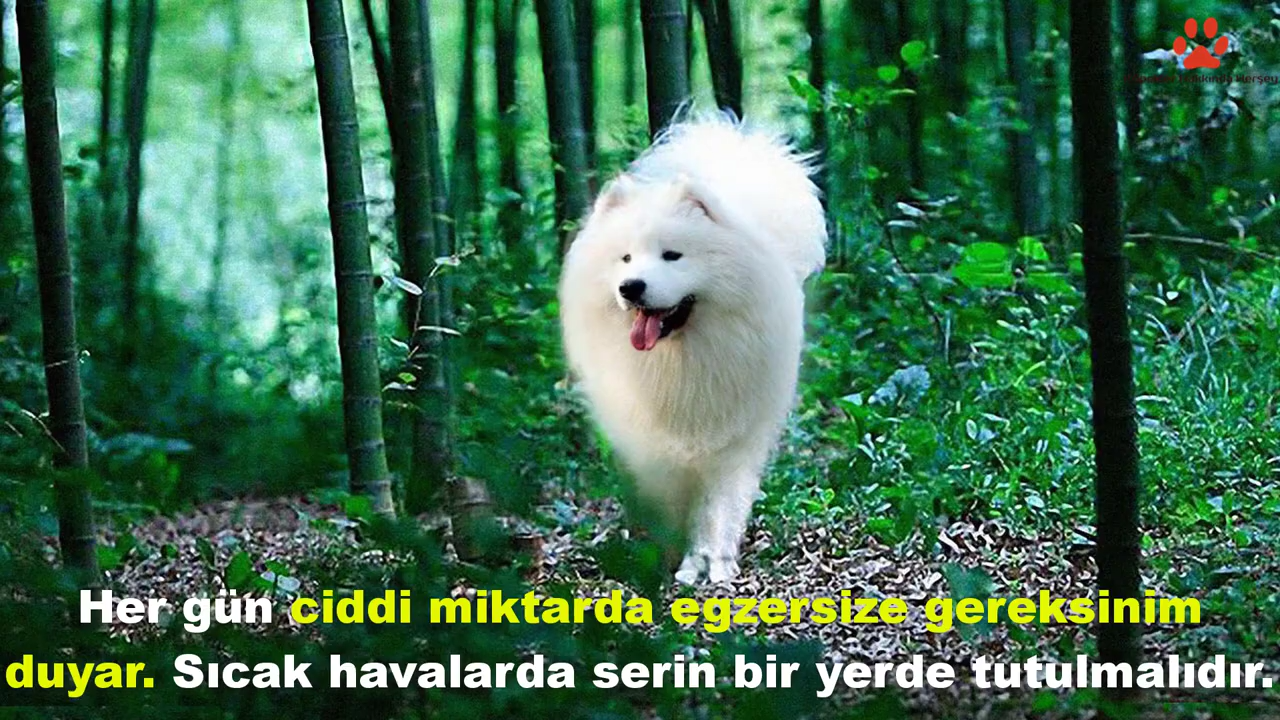 Her gün ciddi miktarda egzersize gereksinim
duyar. Sıcak havalarda serin bir yerde tutulmalıdır.